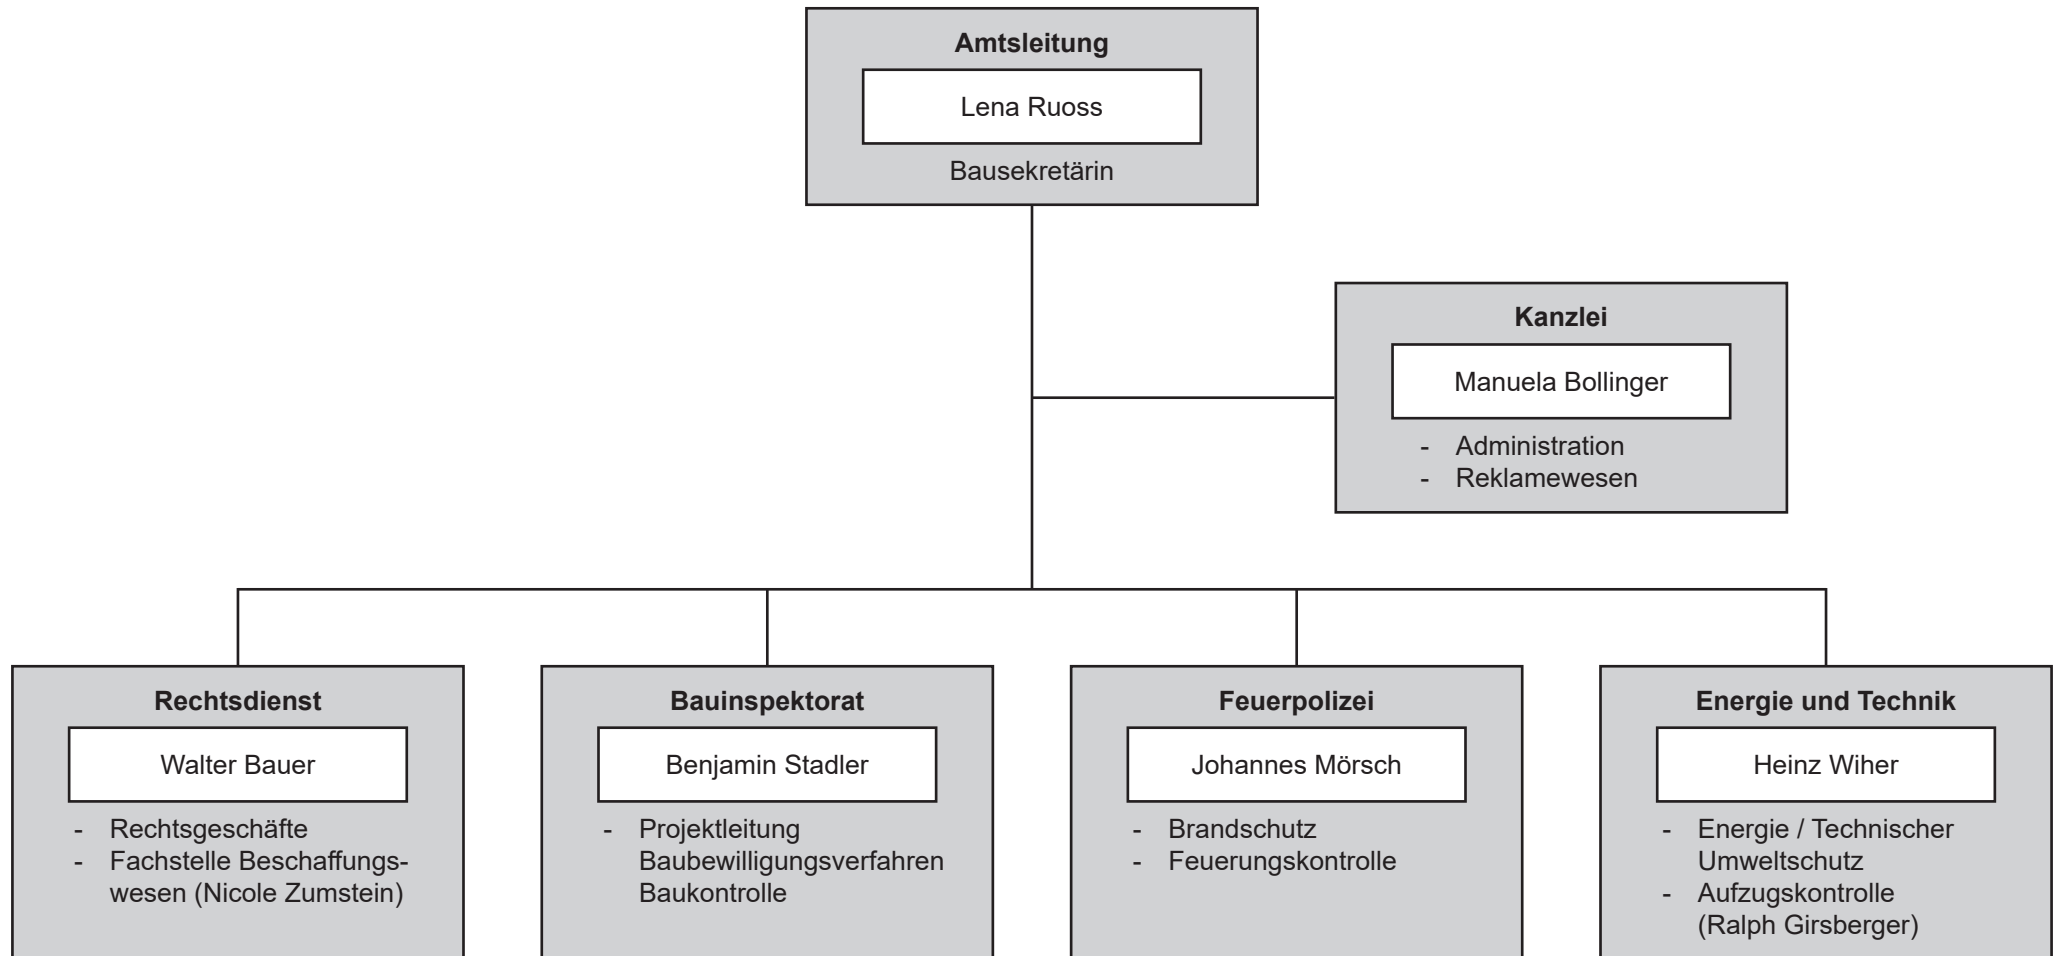 Amtsleitung
Lena Ruoss
Bausekretärin
Kanzlei
Manuela Bollinger
- Administration
- Reklamewesen
Rechtsdienst
Walter Bauer
- Rechtsgeschäfte
- Fachstelle Beschaffungs-
wesen (Nicole Zumstein)
Bauinspektorat
Benjamin Stadler
- Projektleitung
Baubewilligungsverfahren
Baukontrolle
Feuerpolizei
Johannes Mörsch
- Brandschutz
- Feuerungskontrolle
Energie und Technik
Heinz Wiher
- Energie / Technischer
Umweltschutz
- Aufzugskontrolle
(Ralph Girsberger)